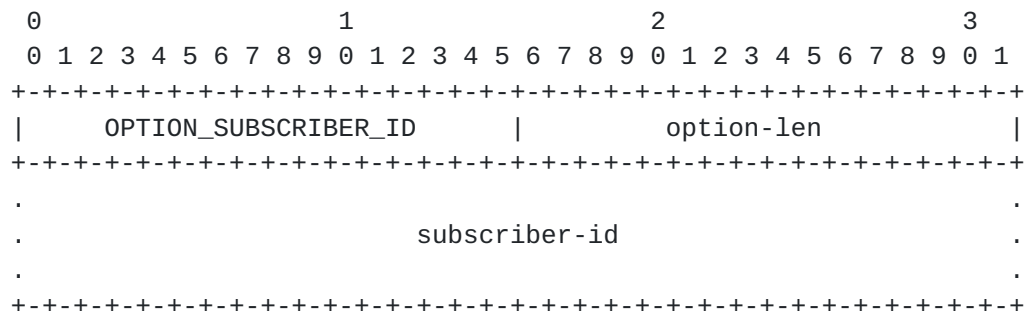 0                   1                   2                   3
0 1 2 3 4 5 6 7 8 9 0 1 2 3 4 5 6 7 8 9 0 1 2 3 4 5 6 7 8 9 0 1
+-+-+-+-+-+-+-+-+-+-+-+-+-+-+-+-+-+-+-+-+-+-+-+-+-+-+-+-+-+-+-+-+
|     OPTION_SUBSCRIBER_ID      |         option-len            |
+-+-+-+-+-+-+-+-+-+-+-+-+-+-+-+-+-+-+-+-+-+-+-+-+-+-+-+-+-+-+-+-+
.                                                               .
.                         subscriber-id                         .
.                                                               .
+-+-+-+-+-+-+-+-+-+-+-+-+-+-+-+-+-+-+-+-+-+-+-+-+-+-+-+-+-+-+-+-+